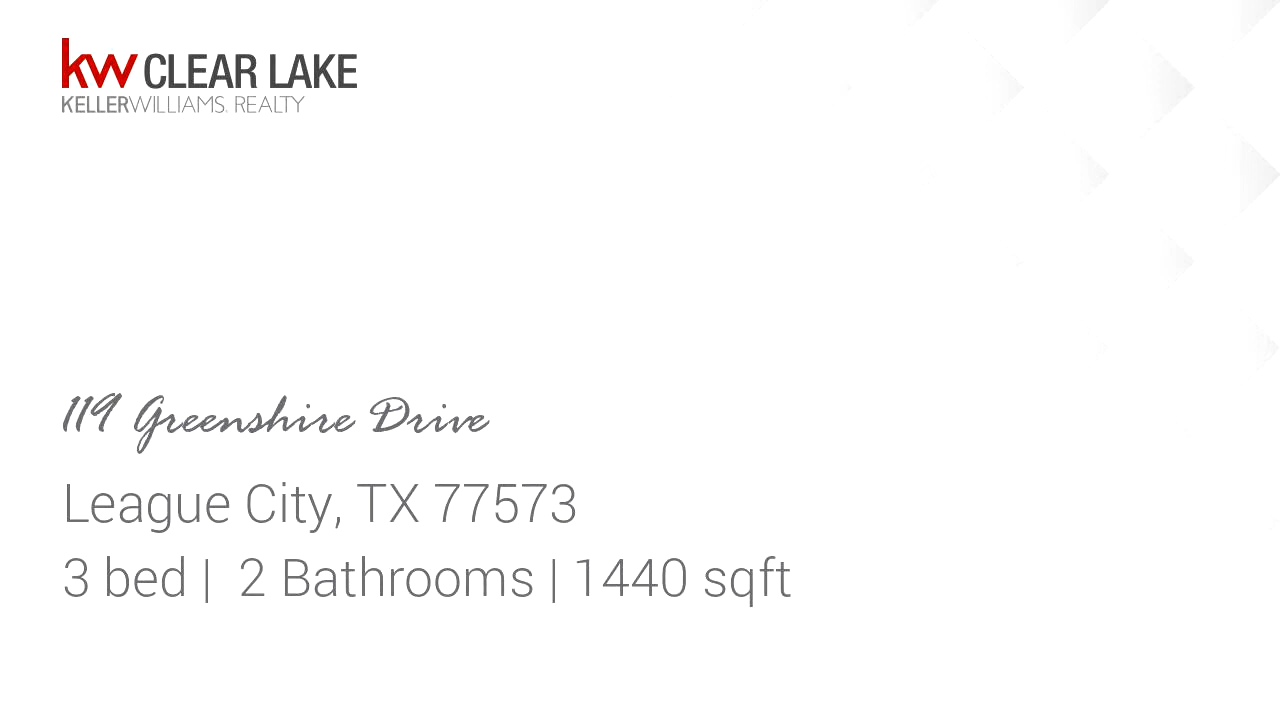 kw CLEAR LAKE
KELLERWILLIAMS. REALTY
119 Greenshire Drive
League City, TX 77573
3 bed | 2 Bathrooms | 1440 sqft